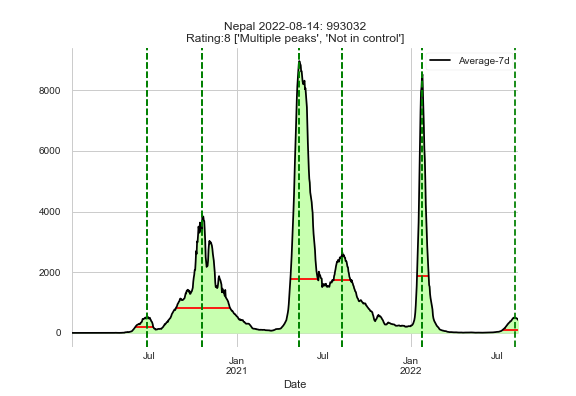 Nepal 2022-08-14: 993032
Rating:8 ['Multiple peaks', 'Not in control']
Average-7d
8000
6000
4000
2000
0
Jul
Jan
2021
Jul
Jan
2022
Jul
Date